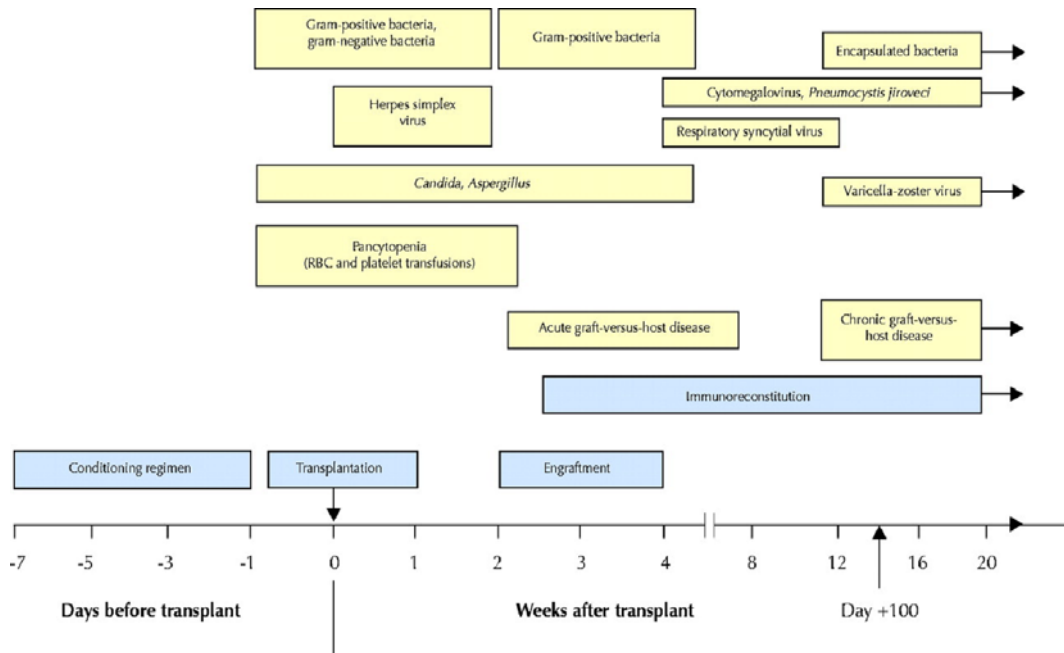 Gram-positive bacteria,
gram-negative bacteria
Gram-positive bacteria
Encapsulated bacteria
Cytomegalovirus, Pneumocystis jiroveci
Herpes simplex
virus
Respiratory syncytial virus
Candida, Aspergillus
Varicella-zoster virus
Pancytopenia
(RBC and platelet transfusions)
Acute graft-versus-host disease
Chronic graft-versus-
host disease
Immunoreconstitution
Conditioning regimen
Transplantation
Engraftment
-7 -5 -3 -1 0 1 2 3 4 8 12 16 20
Days before transplant
Weeks after transplant
Day +100